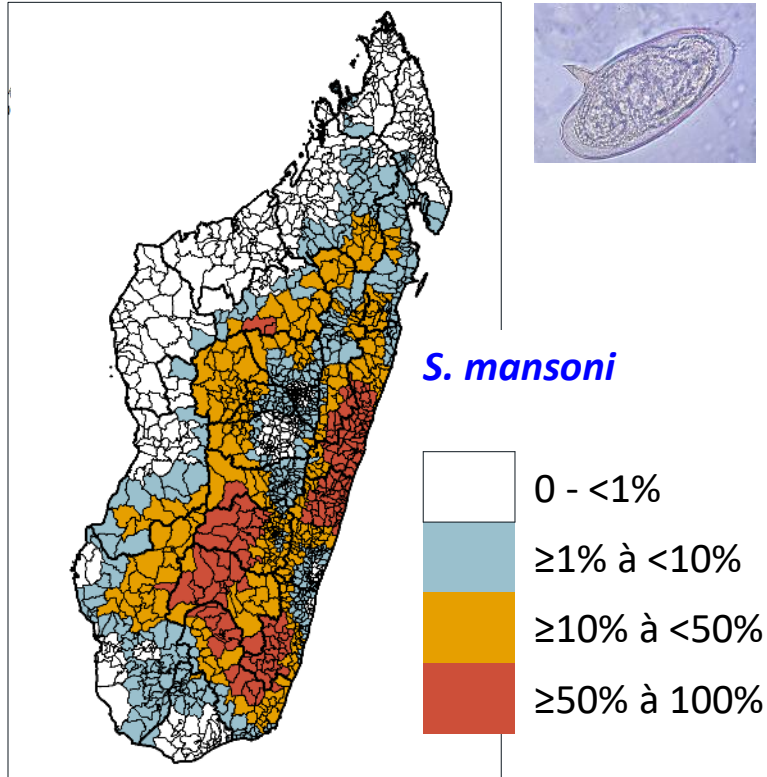 S. mansoni
0 - <1%
≥1% à <10%
≥10% à <50%
≥50% à 100%